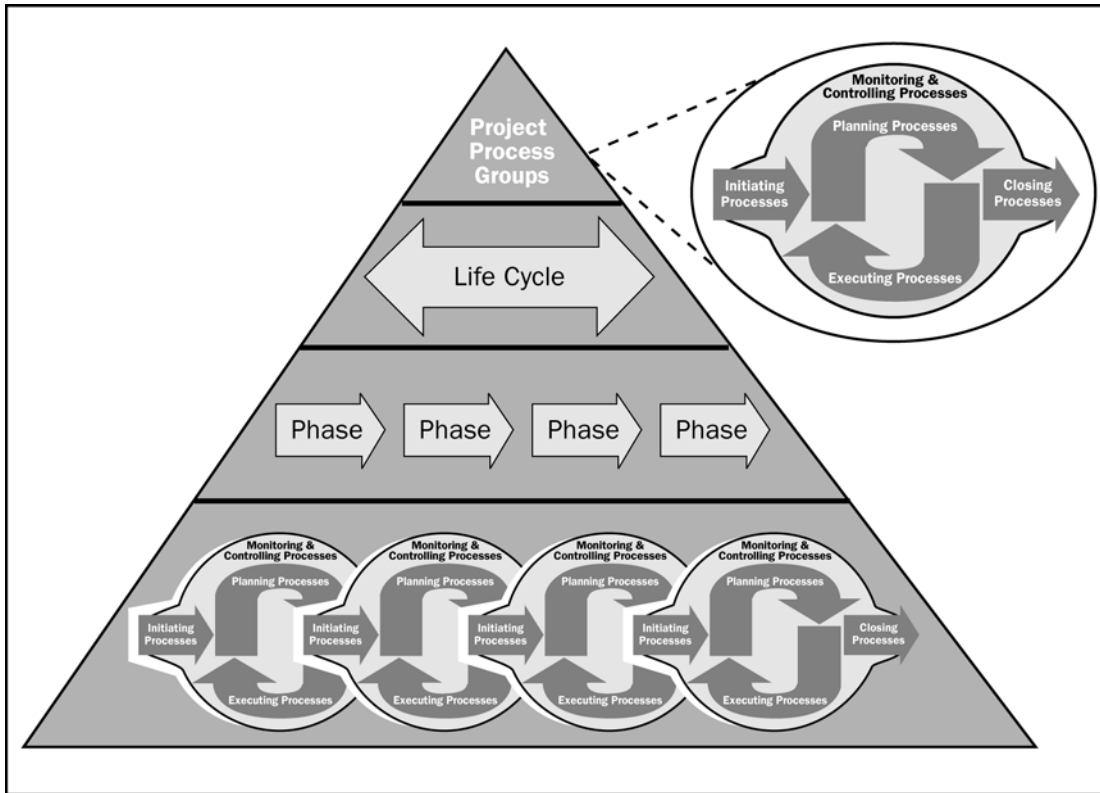 Project
Process
Groups
Monitoring &
Controlling Processes
Planning Processes
Initiating
Processes
Closing
Processes
Executing Processes
Life Cycle
Phase
Phase
Phase
Phase
Monitoring &
Controlling Processes
Planning Processes
Initiating
Processes
Executing Processes
Monitoring &
Controlling Processes
Planning Processes
Initiating
Processes
Executing Processes
Monitoring &
Controlling Processes
Planning Processes
Initiating
Processes
Executing Processes
Monitoring &
Controlling Processes
Planning Processes
Initiating
Processes
Closing
Processes
Executing Processes